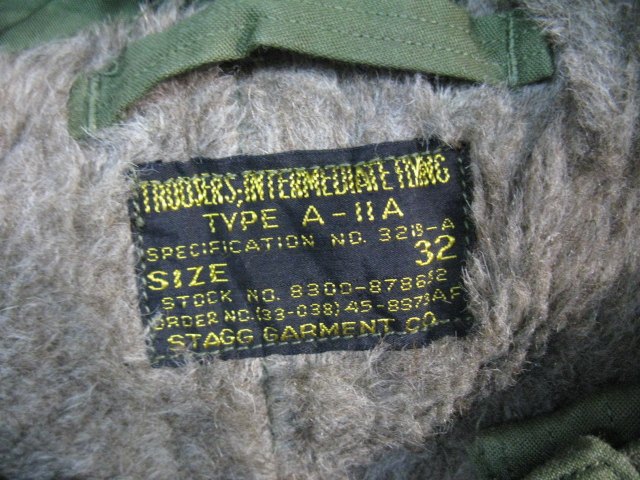 TROUSERS, INTERMEDIATE FLYING
TYPE A-11A
SPECIFICATION NO. 3218-A
SIZE 32
STOCK NO. 8300-878652
ORDER NO. (33-038) 45-8578AF
STAGG GARMENT CO.